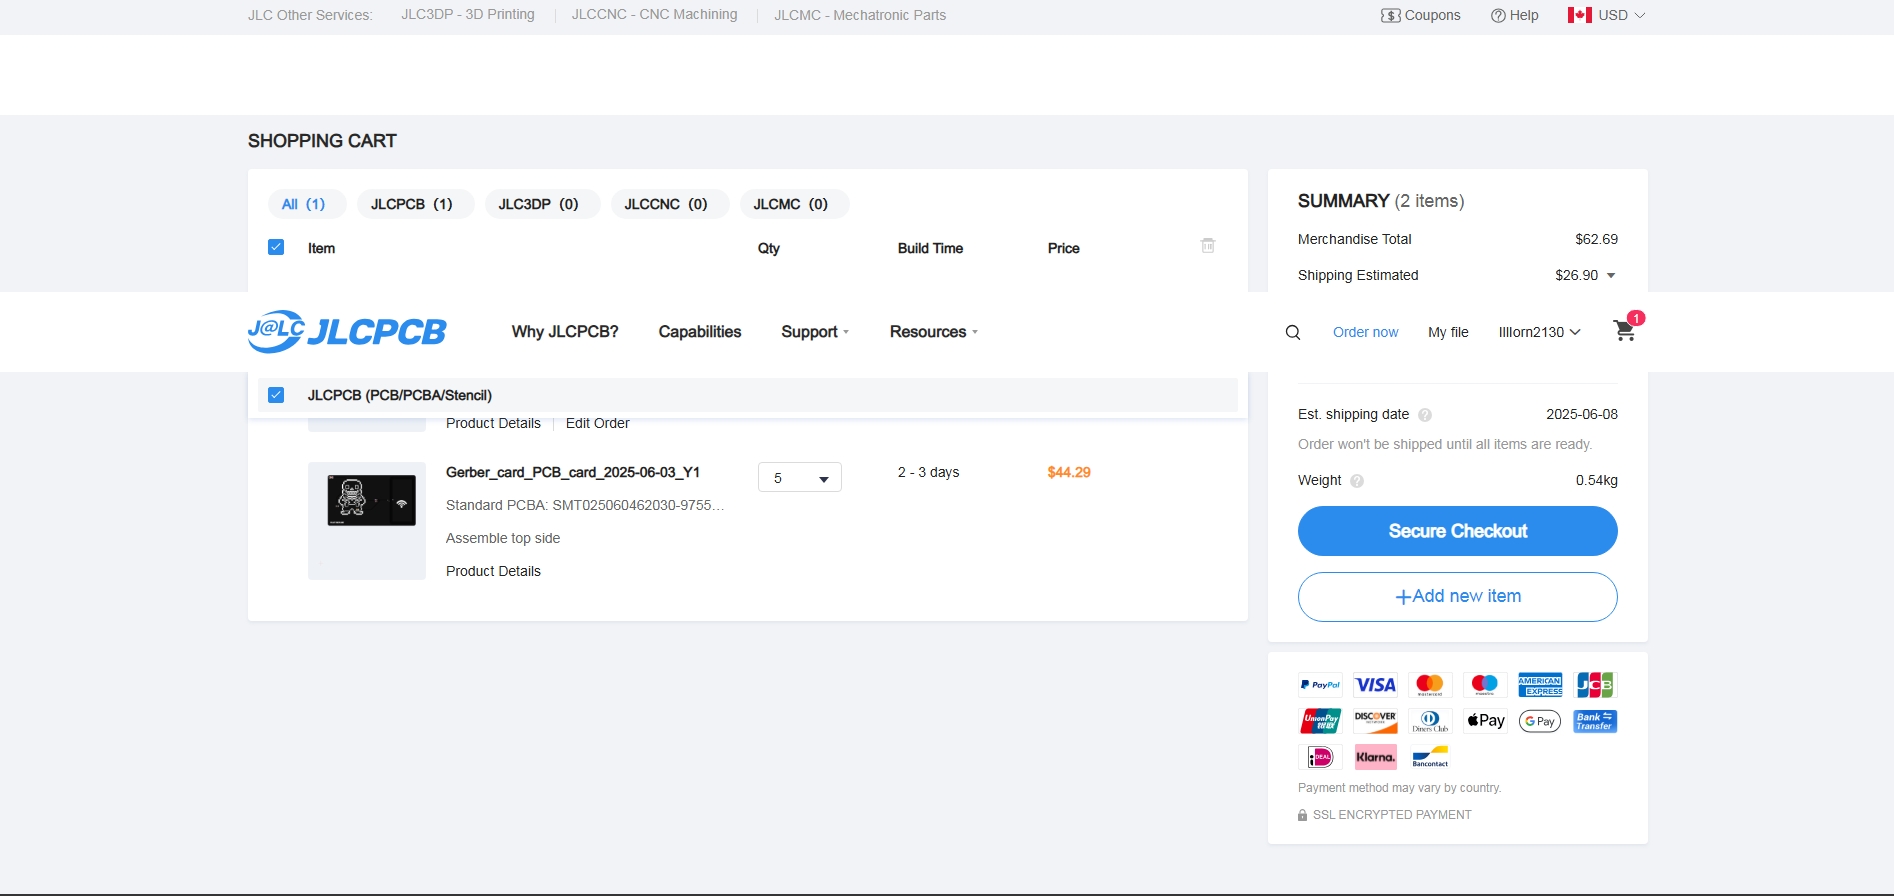 JLC Other Services: JLC3DP - 3D Printing JLCCNC - CNC Machining JLCMC - Mechatronic Parts Coupons Help USD
SHOPPING CART
All (1) JLCPCB (1) JLC3DP (0) JLCCNC (0) JLCMC (0)
Item Qty Build Time Price
SUMMARY (2 items)
Merchandise Total $62.69
Shipping Estimated $26.90
J@LC JLCPCB Why JLCPCB? Capabilities Support Resources Order now My file 1
JLCPCB (PCB/PCBA/Stencil)
Product Details Edit Order
Gerber_card_PCB_card_2025-06-03_Y1 5 2 - 3 days $44.29
Standard PCBA: SMT025060462030-9755...
Assemble top side
Product Details
Est. shipping date 2025-06-08
Order won't be shipped until all items are ready.
Weight 0.54kg
Secure Checkout
+Add new item
PayPal VISA mastercard maestro AMERICAN EXPRESS JCB
UnionPay 银联 DISCOVER Diners Club Pay G Pay Bank Transfer
iDEAL Klarna. Bancontact
Payment method may vary by country.
SSL ENCRYPTED PAYMENT